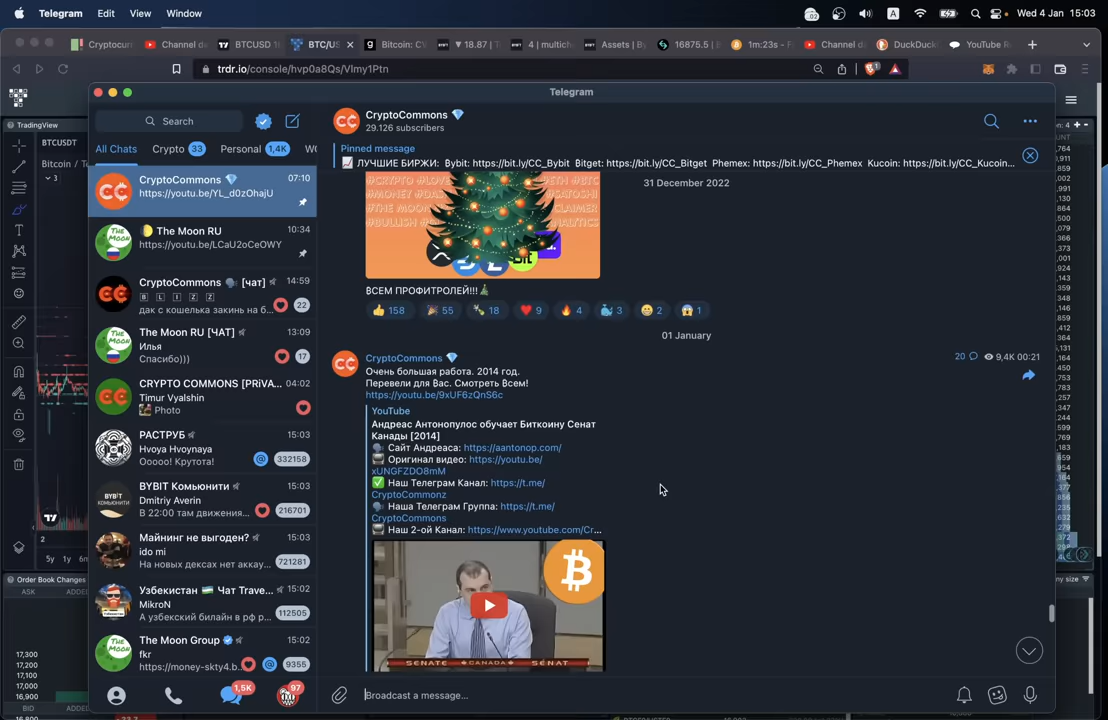 Telegram Edit View Window
A Wed 4 Jan 15:03
Cryptocurr Channel da BTCUSD 18 BTC/US Bitcoin: CV ▼ 18.87 | T 4 | multich Assets | By 16875.5 | 1m:23s - F Channel da DuckDuck YouTube R
trdr.io/console/hvp0a8Qs/VImy1Ptn
TradingView
BTCUSDT
3
2
5y 1y
Order Book Changes
ASK ADDED
17,300
17,200
17,100
17,000
16,900
BID ADDE
Telegram
Search
All Chats Crypto 33 Personal 1,4K
CryptoCommons 💎 07:10
https://youtu.be/YL_d0zOhajU
The Moon RU 10:34
https://youtu.be/LCaU2oCeOWY
CryptoCommons 🗣 [чат] 14:59
B L I Z Z
дак с кошелька закинь на б... 22
The Moon RU [ЧАТ] 13:09
Илья
Спасибо))) 17
CRYPTO COMMONS [PRiVA... 04:02
Timur Vyalshin
Photo
РАСТРУБ 15:03
Hvoya Hvoynaya
Ооооо! Крутота! @ 332158
BYBIT Комьюнити 15:03
Dmitriy Averin
В 22:00 там движения... 216701
Майнинг не выгоден? 15:03
ido mi
На новых дексах нет аккау... 721281
Узбекистан 🇺🇿 Чат Trave... 15:02
MikroN
А узбекский билайн в рф р... 112505
The Moon Group 15:02
fkr
https://money-skty4.b... @ 9355
1,5K 97
CryptoCommons 💎
29.126 subscribers
Pinned message
📈 ЛУЧШИЕ БИРЖИ: Bybit: https://bit.ly/CC_Bybit Bitget: https://bit.ly/CC_Bitget Phemex: https://bit.ly/CC_Phemex Kucoin: https://bit.ly/CC_Kucoin...
31 December 2022
ВСЕМ ПРОФИТРОЛЕЙ!!!🎄
👍 158 🎉 55 🍾 18 ❤️ 9 🔥 4 🐳 3 😁 2 😱 1
01 January
CryptoCommons 💎 20 9,4K 00:21
Очень большая работа. 2014 год.
Перевели для Вас. Смотреть Всем!
https://youtu.be/9xUF6zQnS6c
YouTube
Андреас Антонопулос обучает Биткоину Сенат
Канады [2014]
🗣 Сайт Андреаса: https://aantonop.com/
📼 Оригинал видео: https://youtu.be/
xUNGFZDO8mM
✅ Наш Телеграм Канал: https://t.me/
CryptoCommonz
🗣 Наша Телеграм Группа: https://t.me/
CryptoCommons
📼 Наш 2-ой Канал: https://www.youtube.com/Cr...
SENATE CANADA SÉNAT
Broadcast a message...